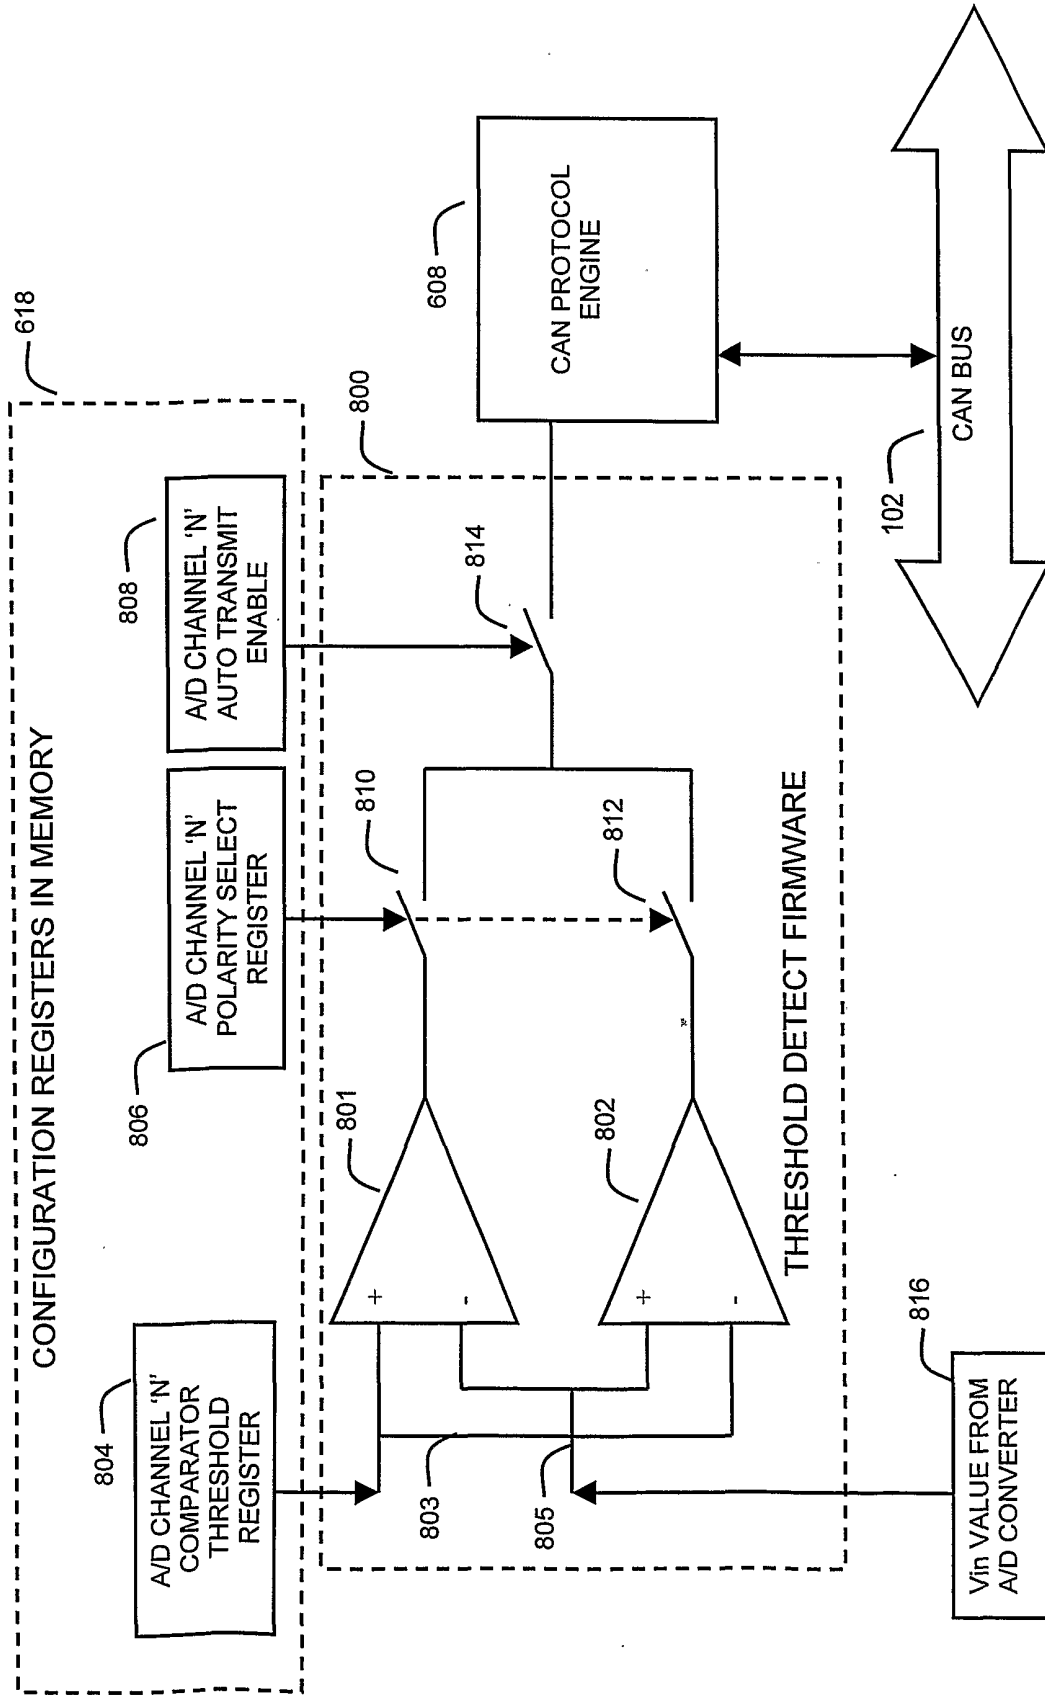 CONFIGURATION REGISTERS IN MEMORY
618
804
A/D CHANNEL 'N'
COMPARATOR
THRESHOLD
REGISTER
806
A/D CHANNEL 'N'
POLARITY SELECT
REGISTER
808
A/D CHANNEL 'N'
AUTO TRANSMIT
ENABLE
800
801
+
-
810
814
803
805
802
+
-
812
THRESHOLD DETECT FIRMWARE
608
CAN PROTOCOL
ENGINE
816
Vin VALUE FROM
A/D CONVERTER
102
CAN BUS